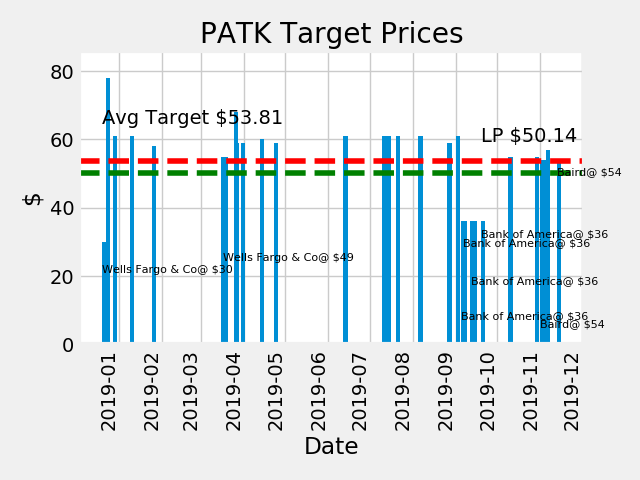 PATK Target Prices
80
60
40
20
0
$
Avg Target $53.81
LP $50.14
Baird@ $54
Bank of America@ $36
Bank of America@ $36
Wells Fargo & Co@ $49
Wells Fargo & Co@ $30
Bank of America@ $36
Bank of America@ $36
Baird@ $54
2019-01
2019-02
2019-03
2019-04
2019-05
2019-06
2019-07
2019-08
2019-09
2019-10
2019-11
2019-12
Date